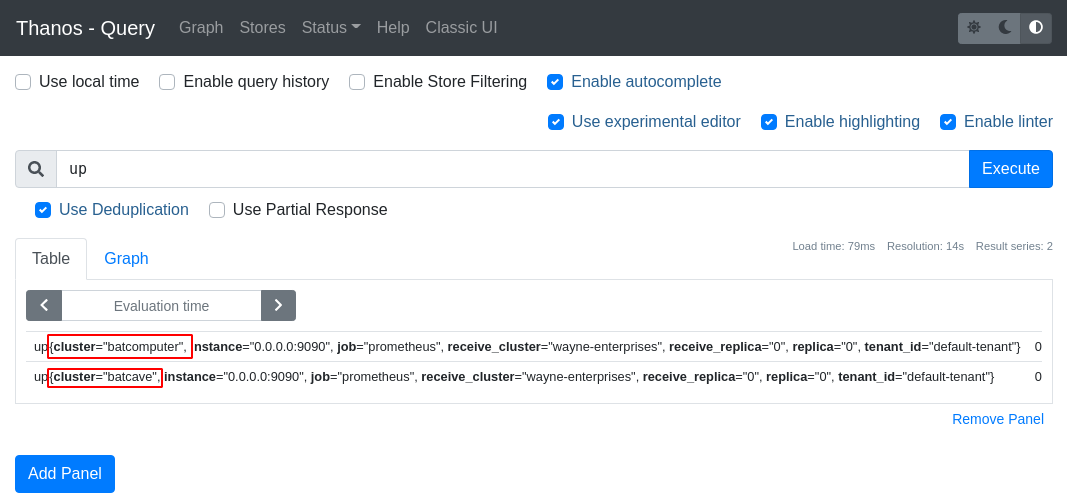 Thanos - Query Graph Stores Status Help Classic UI
Use local time Enable query history Enable Store Filtering Enable autocomplete
Use experimental editor Enable highlighting Enable linter
up Execute
Use Deduplication Use Partial Response
Load time: 79ms Resolution: 14s Result series: 2
Table Graph
Evaluation time
up{cluster="batcomputer", instance="0.0.0.0:9090", job="prometheus", receive_cluster="wayne-enterprises", receive_replica="0", replica="0", tenant_id="default-tenant"} 0
up{cluster="batcave", instance="0.0.0.0:9090", job="prometheus", receive_cluster="wayne-enterprises", receive_replica="0", replica="0", tenant_id="default-tenant"} 0
Remove Panel
Add Panel